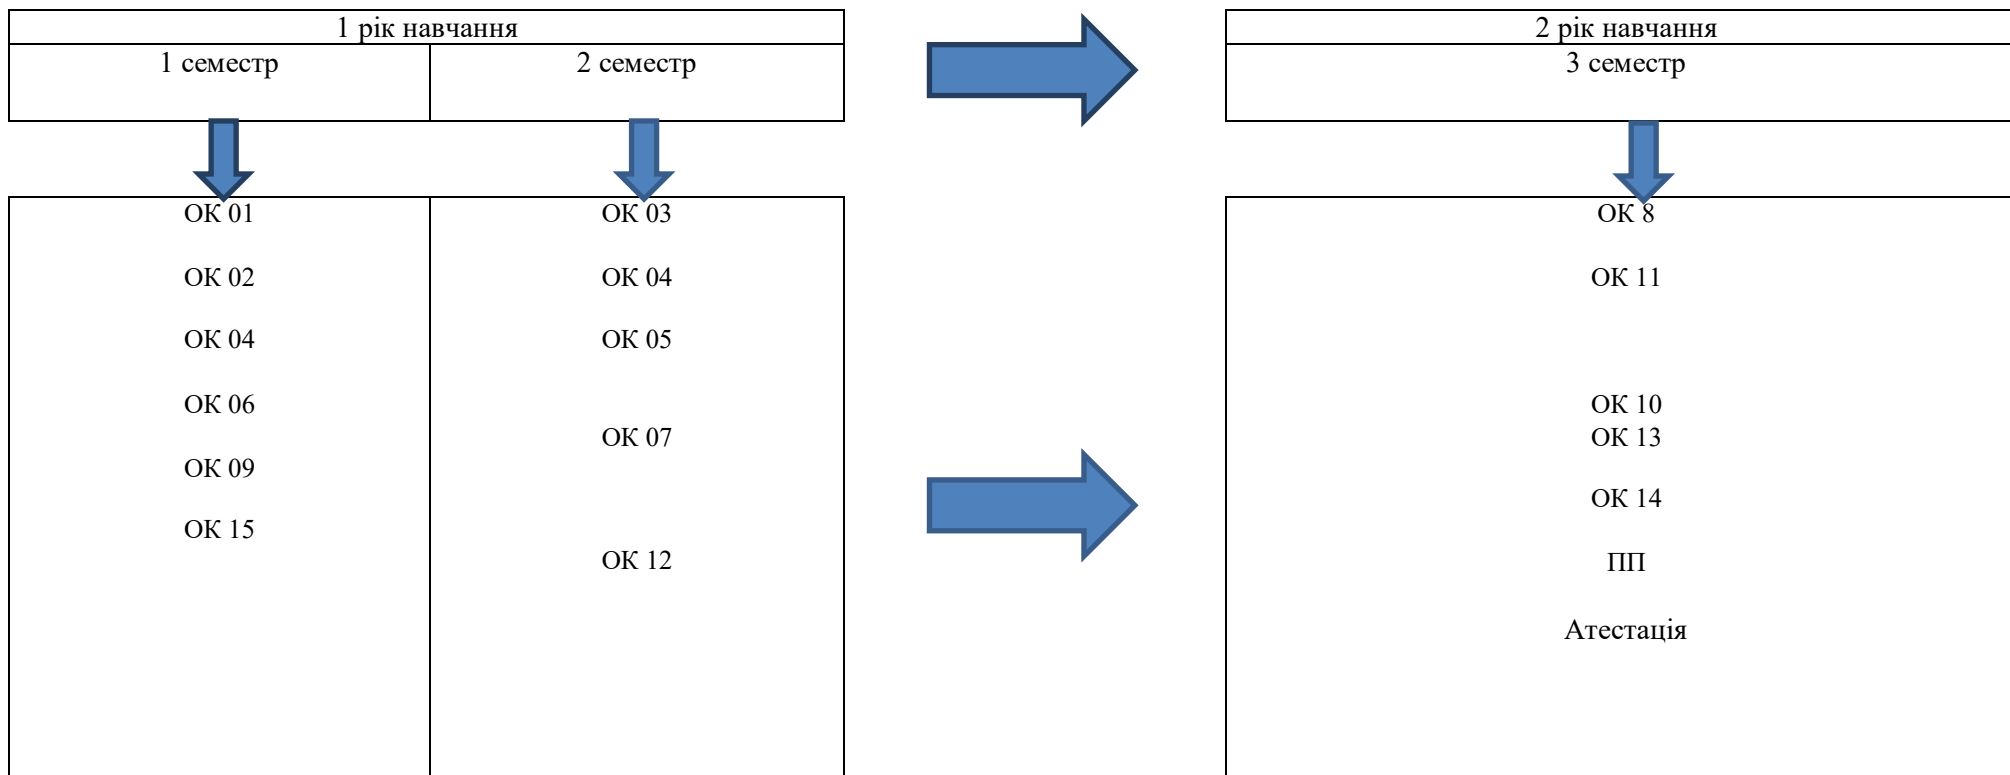 1 рік навчання
2 рік навчання
1 семестр
2 семестр
3 семестр
ОК 01
ОК 02
ОК 04
ОК 06
ОК 09
ОК 15
ОК 03
ОК 04
ОК 05
ОК 07
ОК 12
ОК 8
ОК 11
ОК 10
ОК 13
ОК 14
ПП
Атестація